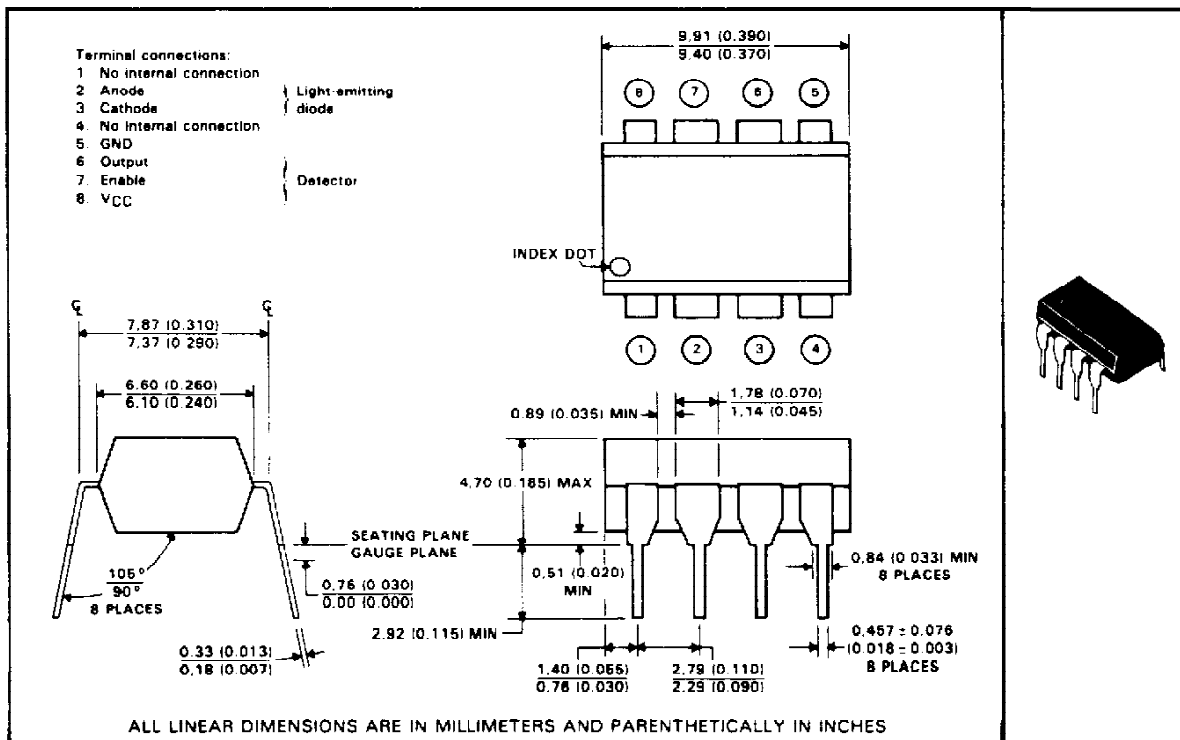 Terminal connections:
1 No internal connection
2 Anode
3 Cathode
Light-emitting
diode
4. No internal connection
5. GND
6 Output
7. Enable
8. VCC
Detector
9,91 (0.390)
9,40 (0.370)
8 7 6 5
INDEX DOT
1 2 3 4
℄ ℄
7,87 (0.310)
7,37 (0.290)
6,60 (0.260)
6,10 (0.240)
0,89 (0.035) MIN
1,78 (0.070)
1,14 (0.045)
4,70 (0.185) MAX
SEATING PLANE
GAUGE PLANE
105°
90°
8 PLACES
0,76 (0.030)
0,00 (0.000)
0,51 (0.020)
MIN
0,84 (0.033) MIN
8 PLACES
2,92 (0.115) MIN
0,33 (0.013)
0,18 (0.007)
1,40 (0.055)
0,76 (0.030)
2,79 (0.110)
2,29 (0.090)
0,457 ± 0,076
(0.018 ± 0.003)
8 PLACES
ALL LINEAR DIMENSIONS ARE IN MILLIMETERS AND PARENTHETICALLY IN INCHES